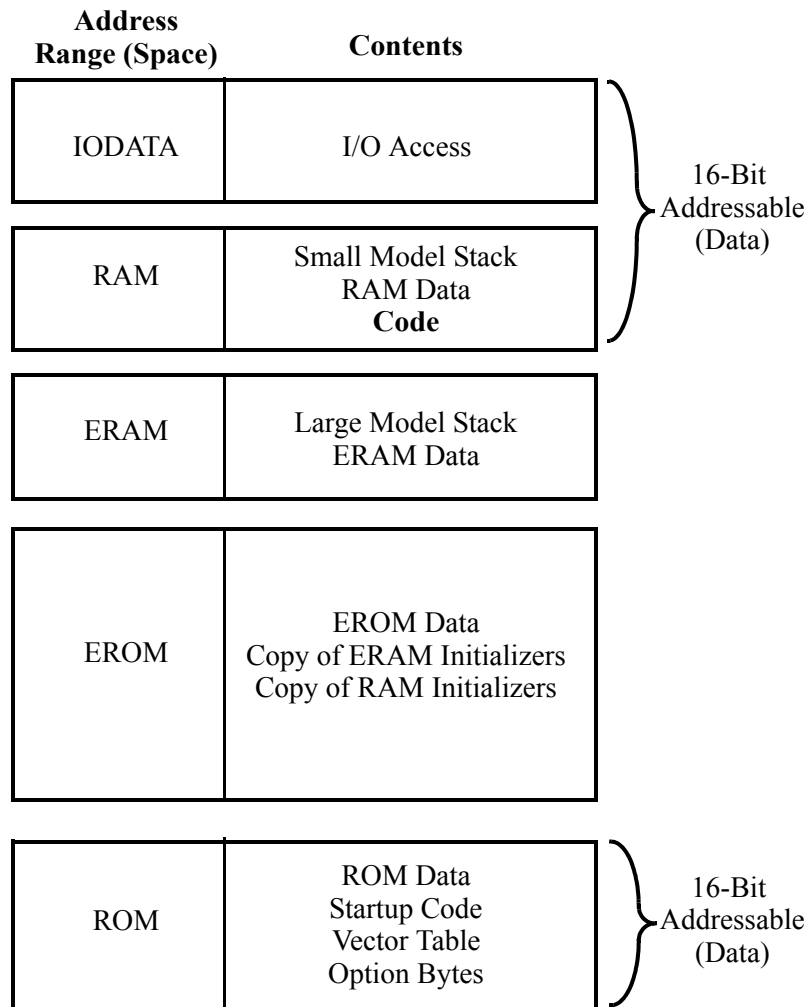 Address
Range (Space)
Contents
IODATA
I/O Access
16-Bit
Addressable
(Data)
RAM
Small Model Stack
RAM Data
Code
ERAM
Large Model Stack
ERAM Data
EROM
EROM Data
Copy of ERAM Initializers
Copy of RAM Initializers
ROM
ROM Data
Startup Code
Vector Table
Option Bytes
16-Bit
Addressable
(Data)